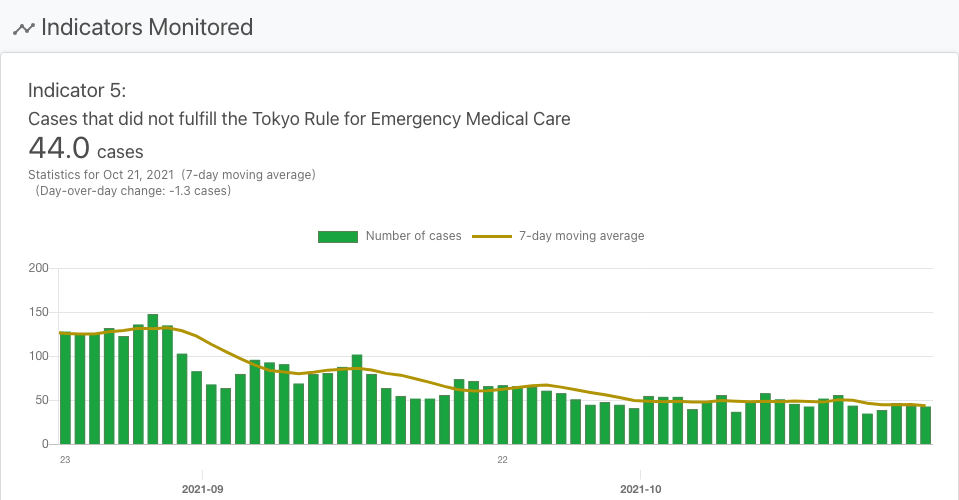 Indicators Monitored
Indicator 5:
Cases that did not fulfill the Tokyo Rule for Emergency Medical Care
44.0 cases
Statistics for Oct 21, 2021 (7-day moving average)
(Day-over-day change: -1.3 cases)
Number of cases 7-day moving average
200
150
100
50
0
23 22
2021-09 2021-10